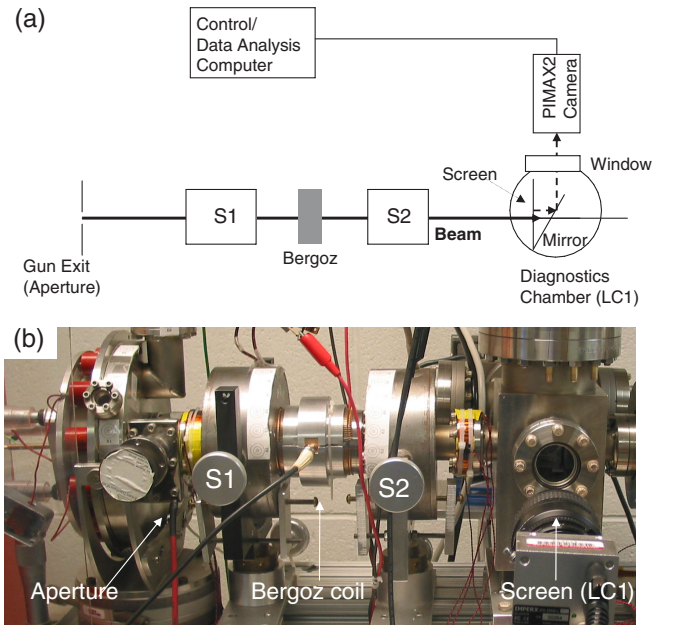 (a)
Control/
Data Analysis
Computer
PIMAX2
Camera
Window
Screen
S1
S2
Beam
Mirror
Bergoz
Gun Exit
(Aperture)
Diagnostics
Chamber (LC1)
(b)
S1
S2
Aperture
Bergoz coil
Screen (LC1)